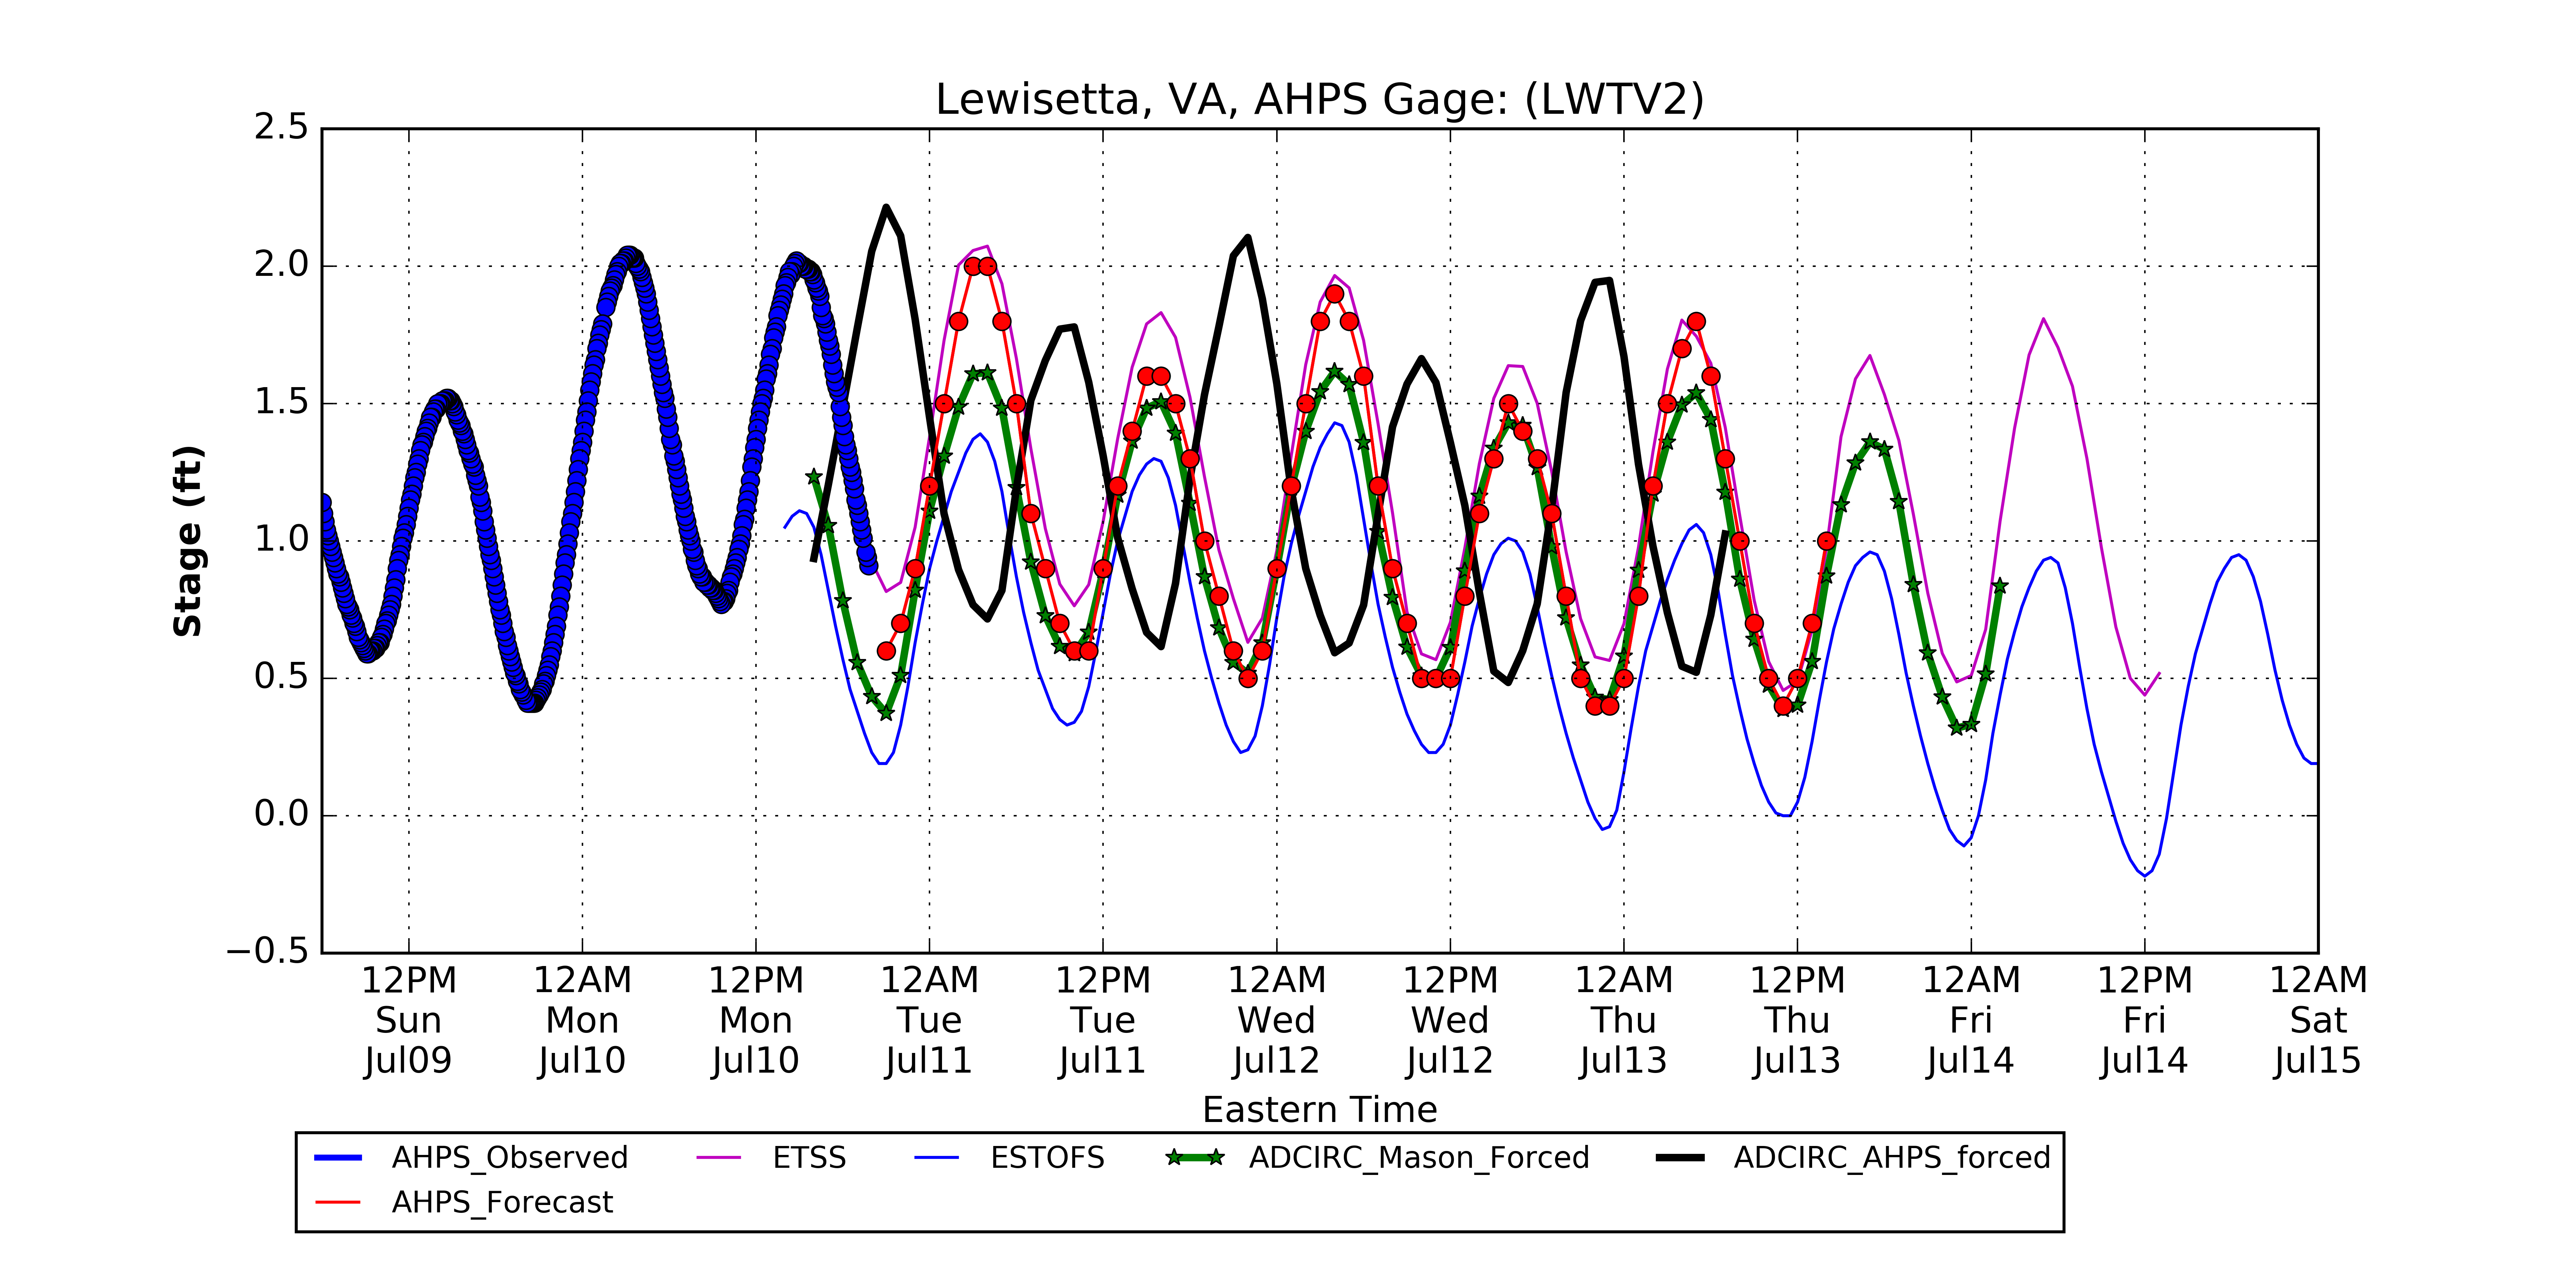 Lewisetta, VA, AHPS Gage: (LWTV2)
2.5
2.0
1.5
1.0
0.5
0.0
−0.5
Stage (ft)
12PM 12AM 12PM 12AM 12PM 12AM 12PM 12AM 12PM 12AM 12PM 12AM
Sun Mon Mon Tue Tue Wed Wed Thu Thu Fri Fri Sat
Jul09 Jul10 Jul10 Jul11 Jul11 Jul12 Jul12 Jul13 Jul13 Jul14 Jul14 Jul15
Eastern Time
AHPS_Observed ETSS ESTOFS ADCIRC_Mason_Forced ADCIRC_AHPS_forced
AHPS_Forecast